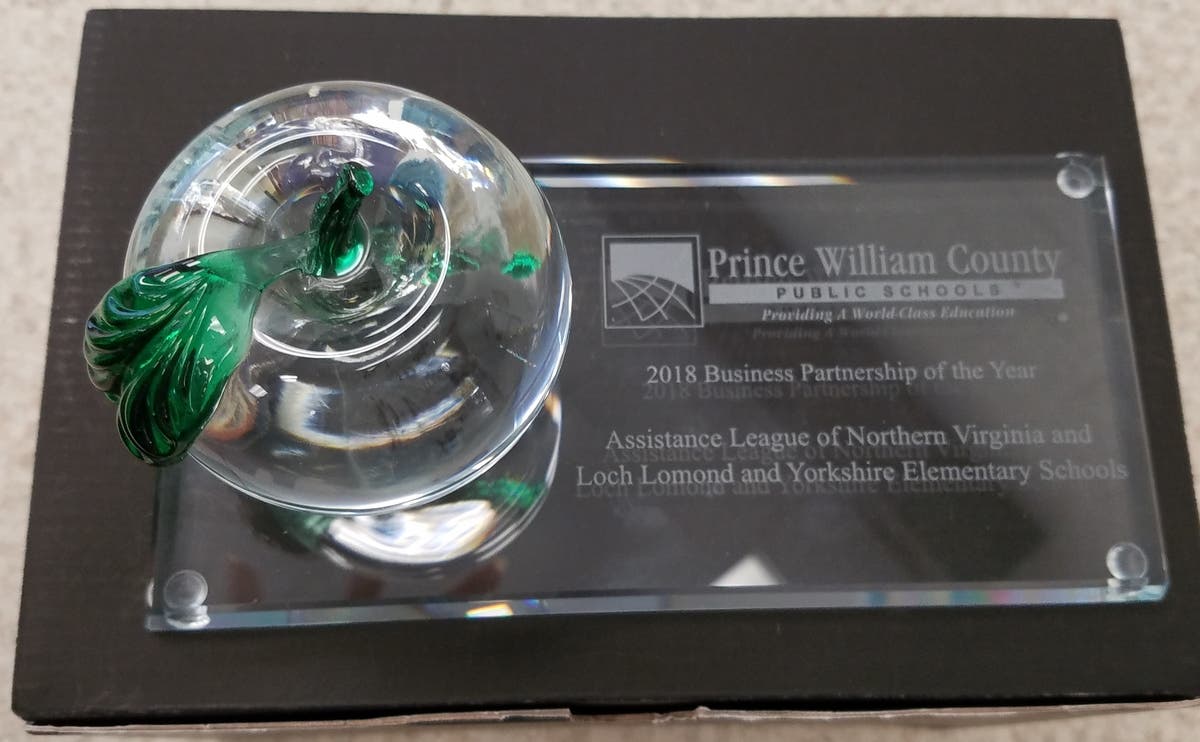 Prince William County
PUBLIC SCHOOLS
Providing A World-Class Education
2018 Business Partnership of the Year
Assistance League of Northern Virginia and
Loch Lomond and Yorkshire Elementary Schools